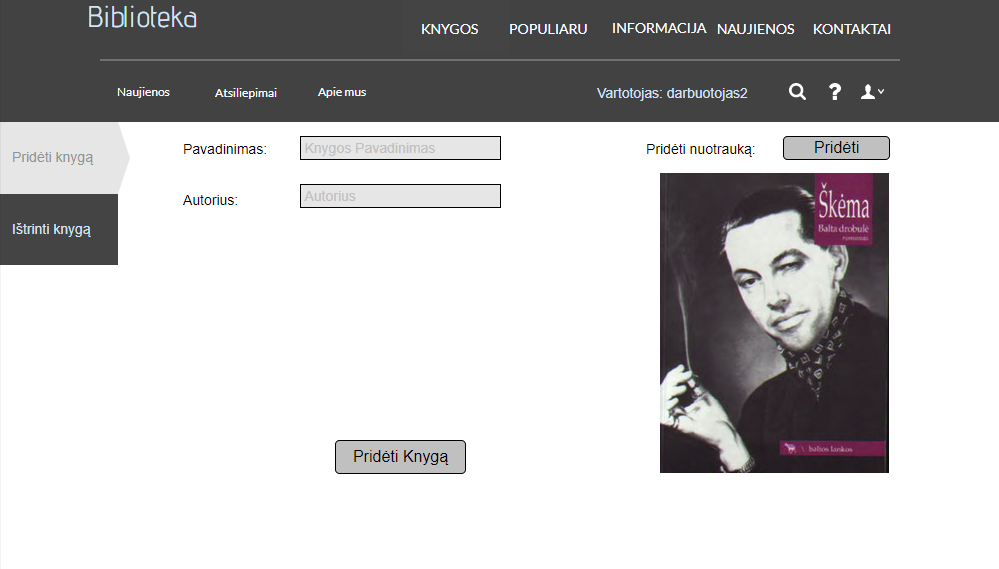 Biblioteka
KNYGOS POPULIARU INFORMACIJA NAUJIENOS KONTAKTAI
Naujienos Atsiliepimai Apie mus Vartotojas: darbuotojas2
Pridėti knygą
Ištrinti knygą
Pavadinimas: Knygos Pavadinimas
Autorius: Autorius
Pridėti Knygą
Pridėti nuotrauką: Pridėti
Škėma
Balta drobulė
romanas
baltos lankos